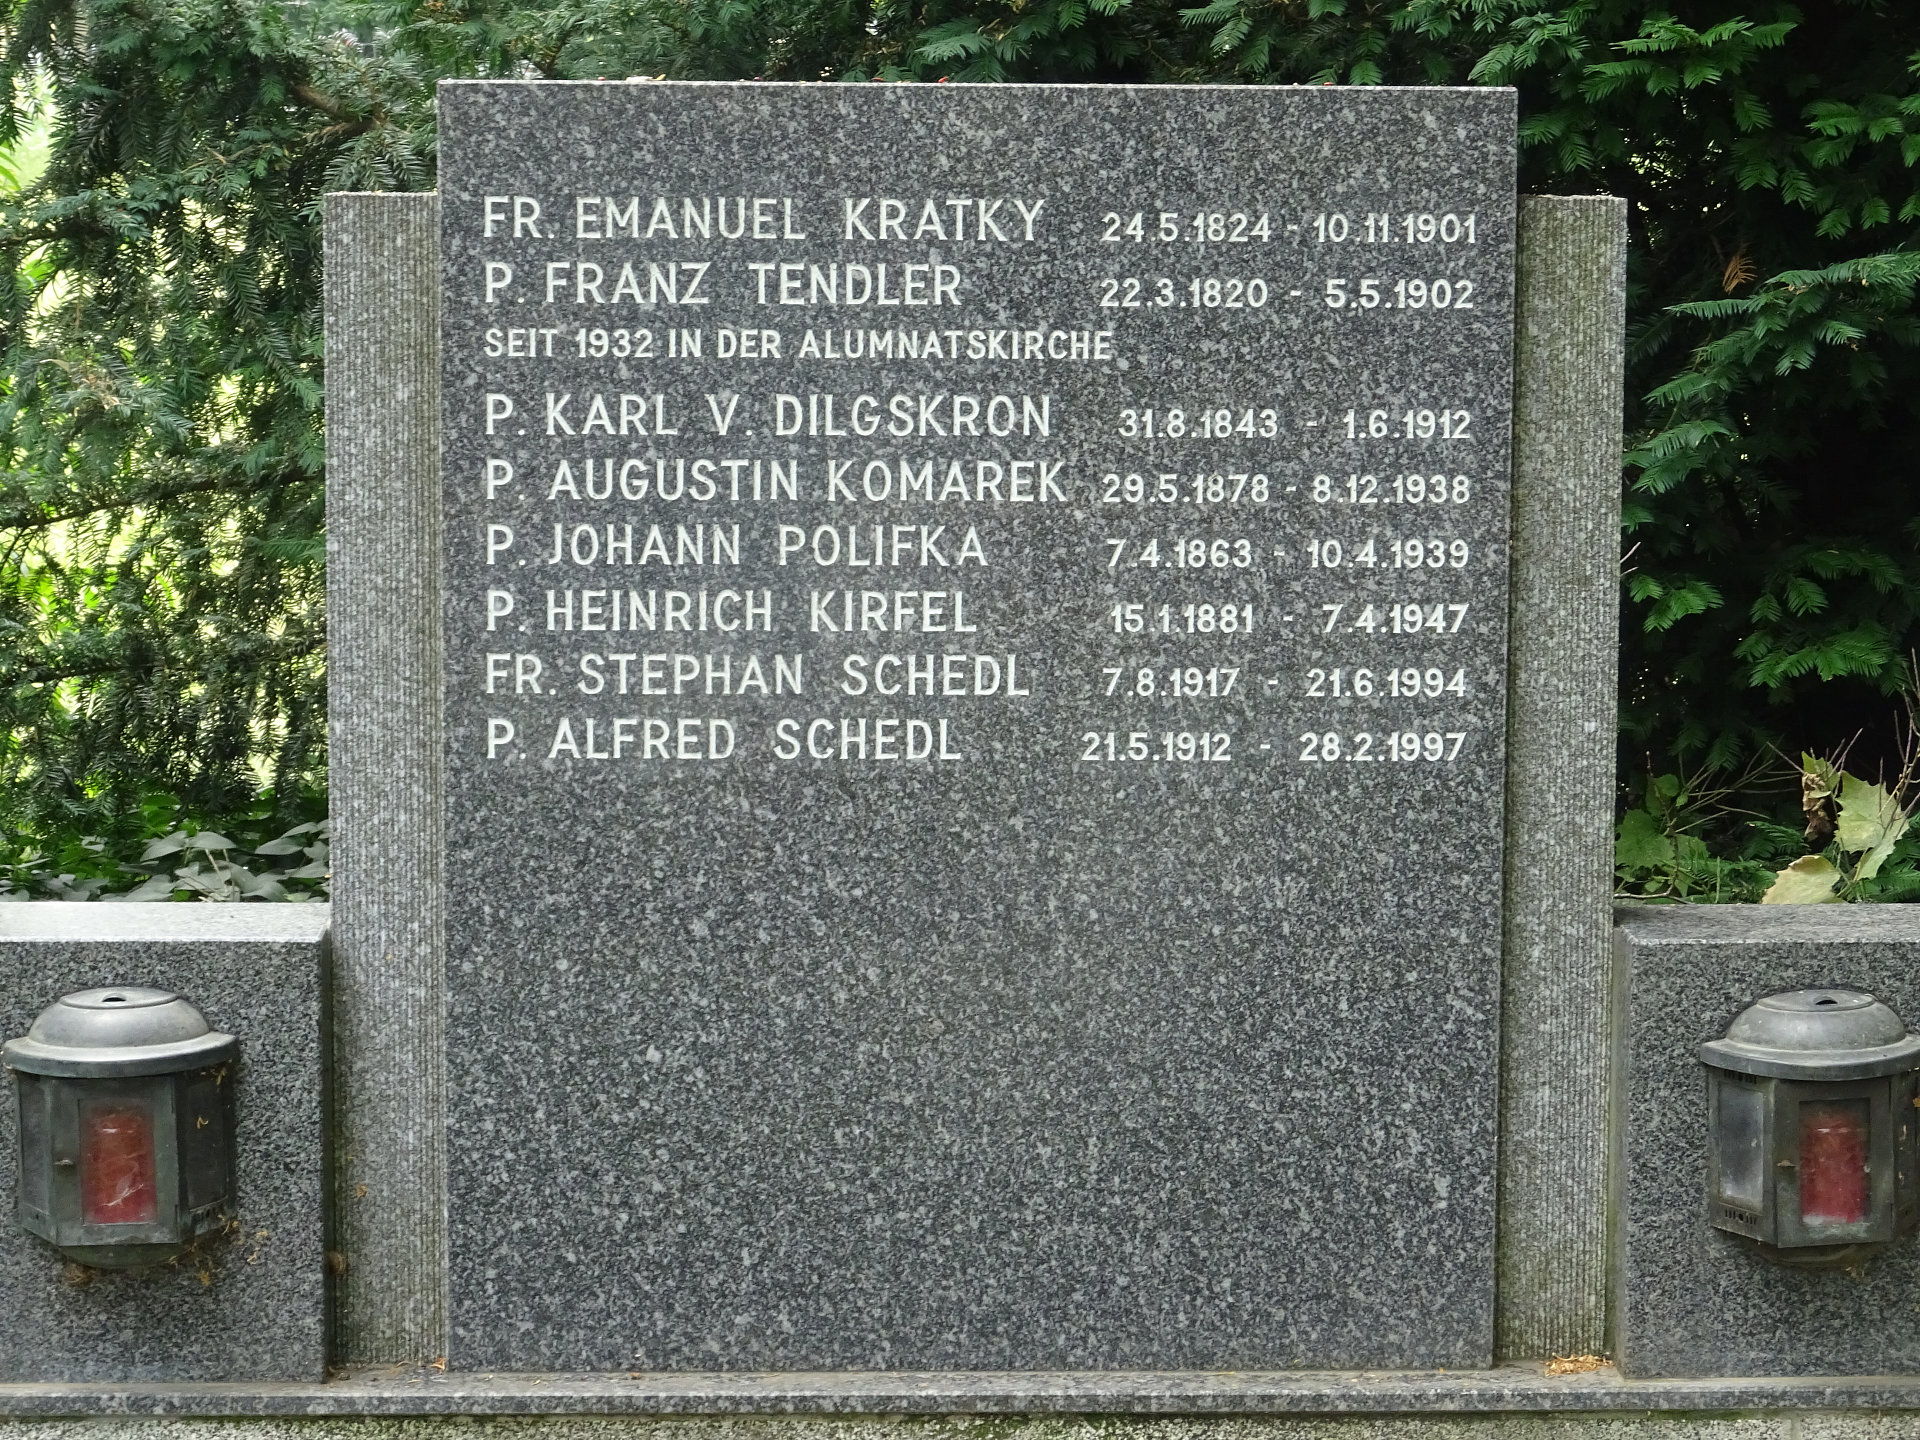 FR. EMANUEL KRATKY 24.5.1824 - 10.11.1901
P. FRANZ TENDLER 22.3.1820 - 5.5.1902
SEIT 1932 IN DER ALUMNATSKIRCHE
P. KARL V. DILGSKRON 31.8.1843 - 1.6.1912
P. AUGUSTIN KOMAREK 29.5.1878 - 8.12.1938
P. JOHANN POLIFKA 7.4.1863 - 10.4.1939
P. HEINRICH KIRFEL 15.1.1881 - 7.4.1947
FR. STEPHAN SCHEDL 7.8.1917 - 21.6.1994
P. ALFRED SCHEDL 21.5.1912 - 28.2.1997